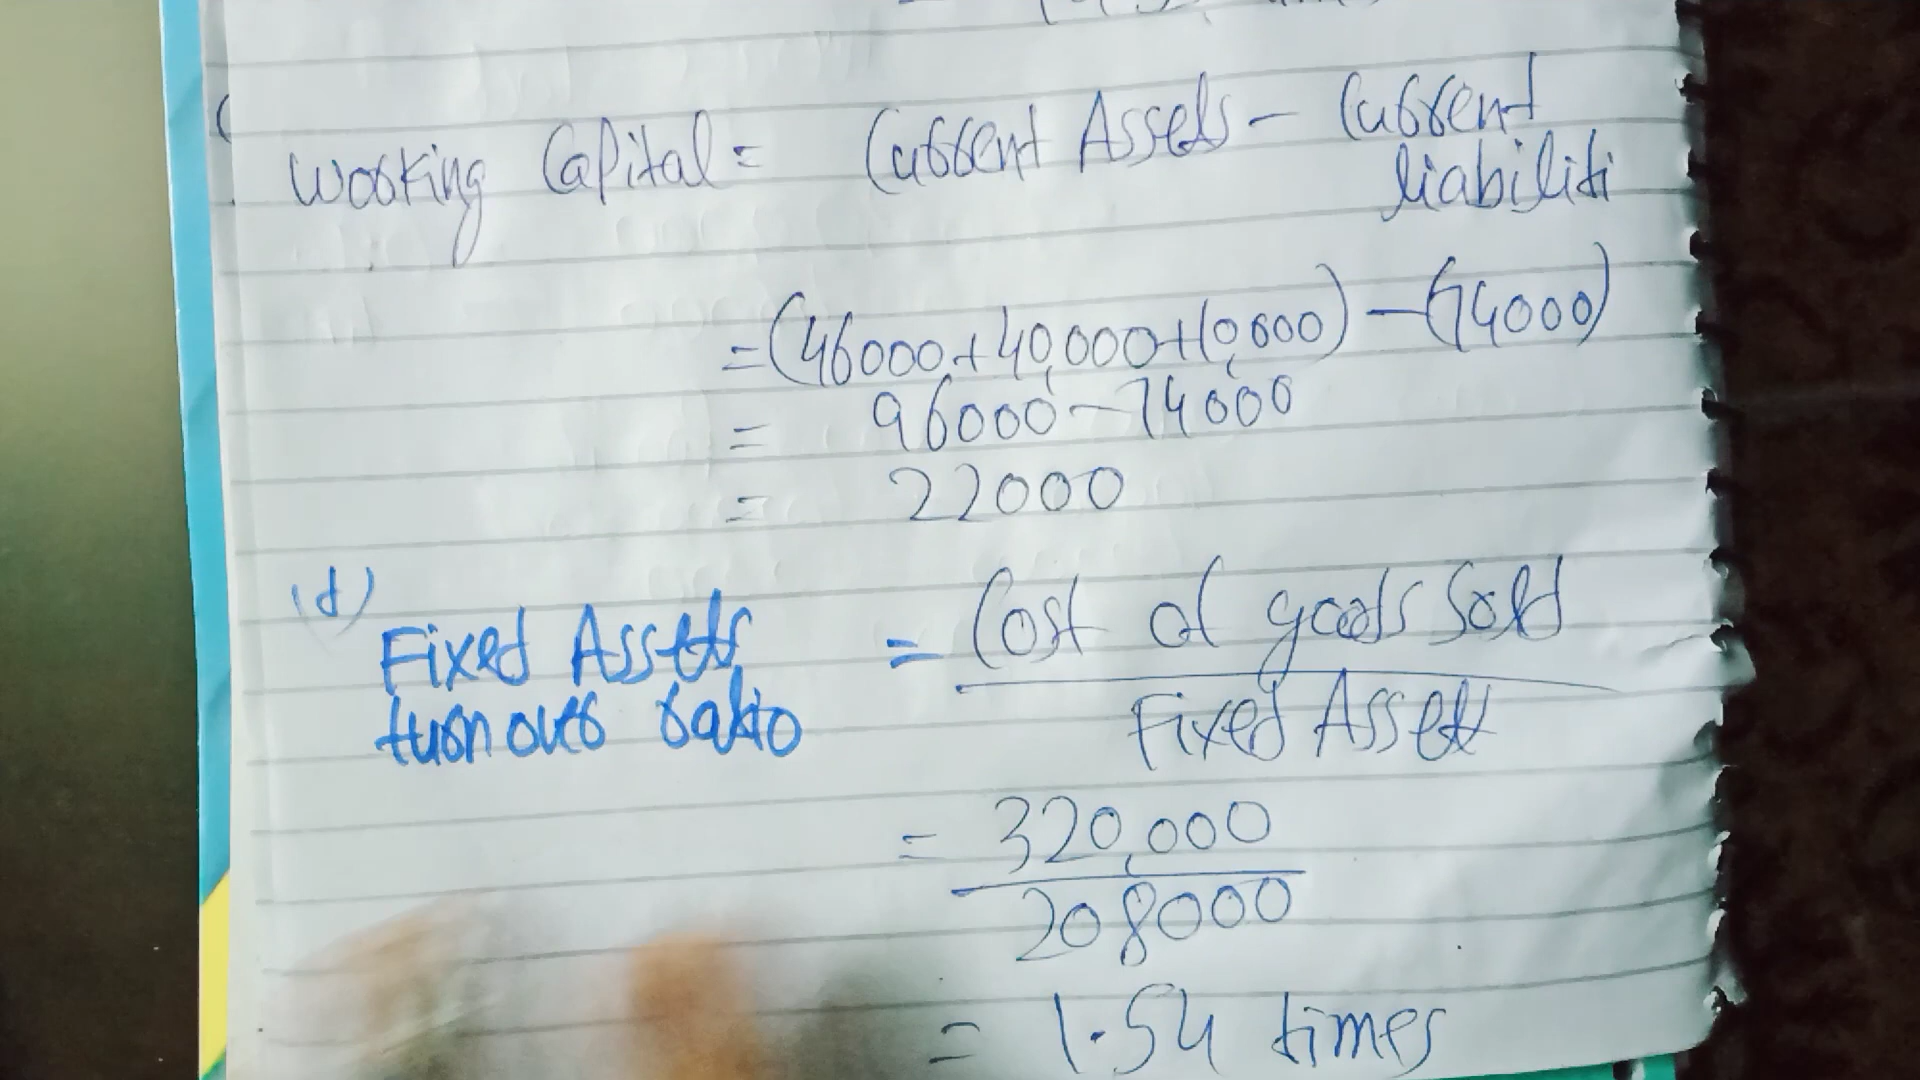 Working Capital = Current Assets - Current
liabiliti
= (46000 + 40,000 + 10,000) - (74000)
= 96000 - 74000
= 22000
(d)
Fixed Assets
turnover ratio
= Cost of goods Sold
Fixed Assets
= 320,000
208000
= 1.54 times